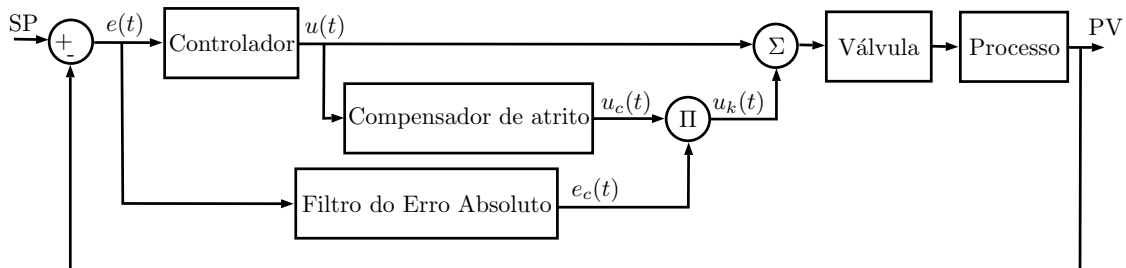 SP
+
-
e(t)
Controlador
u(t)
Σ
Válvula
Processo
PV
Compensador de atrito
u_c(t)
Π
u_k(t)
Filtro do Erro Absoluto
e_c(t)